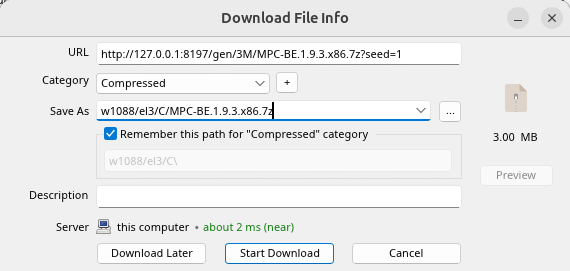 Download File Info
URL http://127.0.0.1:8197/gen/3M/MPC-BE.1.9.3.x86.7z?seed=1
Category Compressed +
Save As w1088/el3/C/MPC-BE.1.9.3.x86.7z ...
Remember this path for "Compressed" category
w1088/el3/C\
3.00 MB
Preview
Description
Server this computer • about 2 ms (near)
Download Later Start Download Cancel